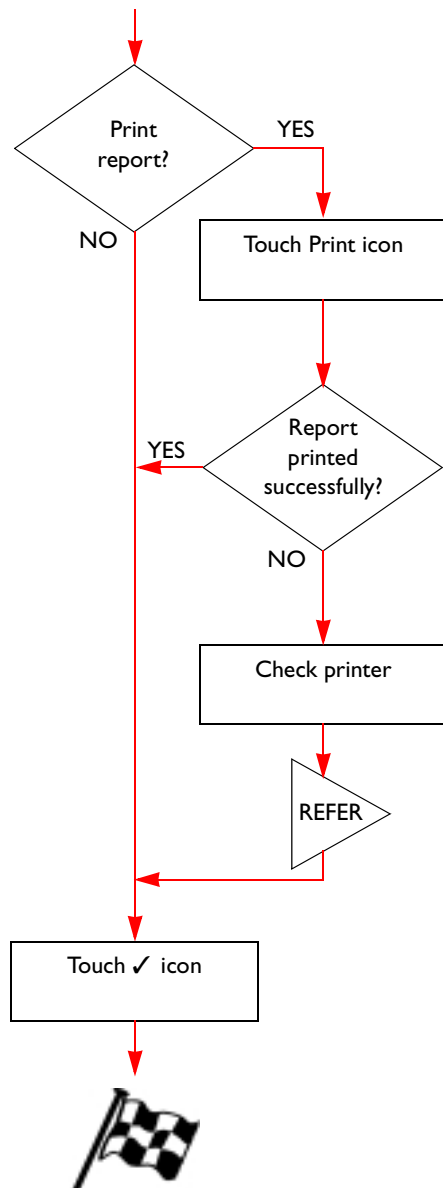 Print
report?
YES
NO
Touch Print icon
Report
printed
successfully?
YES
NO
Check printer
REFER
Touch ✓ icon